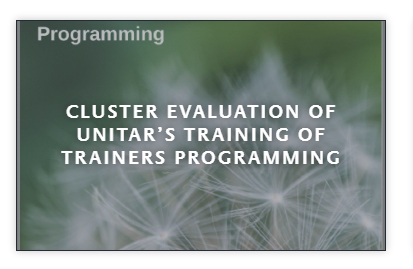 Programming
CLUSTER EVALUATION OF
UNITAR'S TRAINING OF
TRAINERS PROGRAMMING